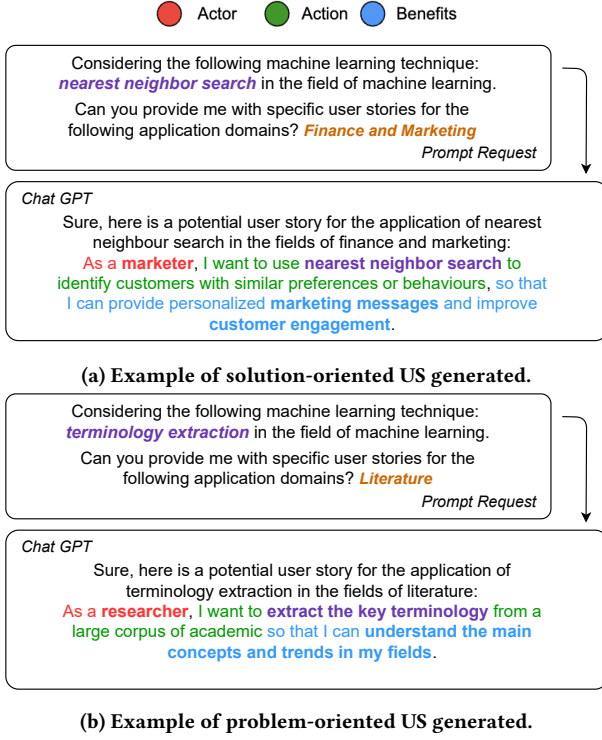 Actor Action Benefits
Considering the following machine learning technique:
nearest neighbor search in the field of machine learning.
Can you provide me with specific user stories for the
following application domains? Finance and Marketing
Prompt Request
Chat GPT
Sure, here is a potential user story for the application of nearest
neighbour search in the fields of finance and marketing:
As a marketer, I want to use nearest neighbor search to
identify customers with similar preferences or behaviours, so that
I can provide personalized marketing messages and improve
customer engagement.
(a) Example of solution-oriented US generated.
Considering the following machine learning technique:
terminology extraction in the field of machine learning.
Can you provide me with specific user stories for the
following application domains? Literature
Prompt Request
Chat GPT
Sure, here is a potential user story for the application of
terminology extraction in the fields of literature:
As a researcher, I want to extract the key terminology from a
large corpus of academic so that I can understand the main
concepts and trends in my fields.
(b) Example of problem-oriented US generated.